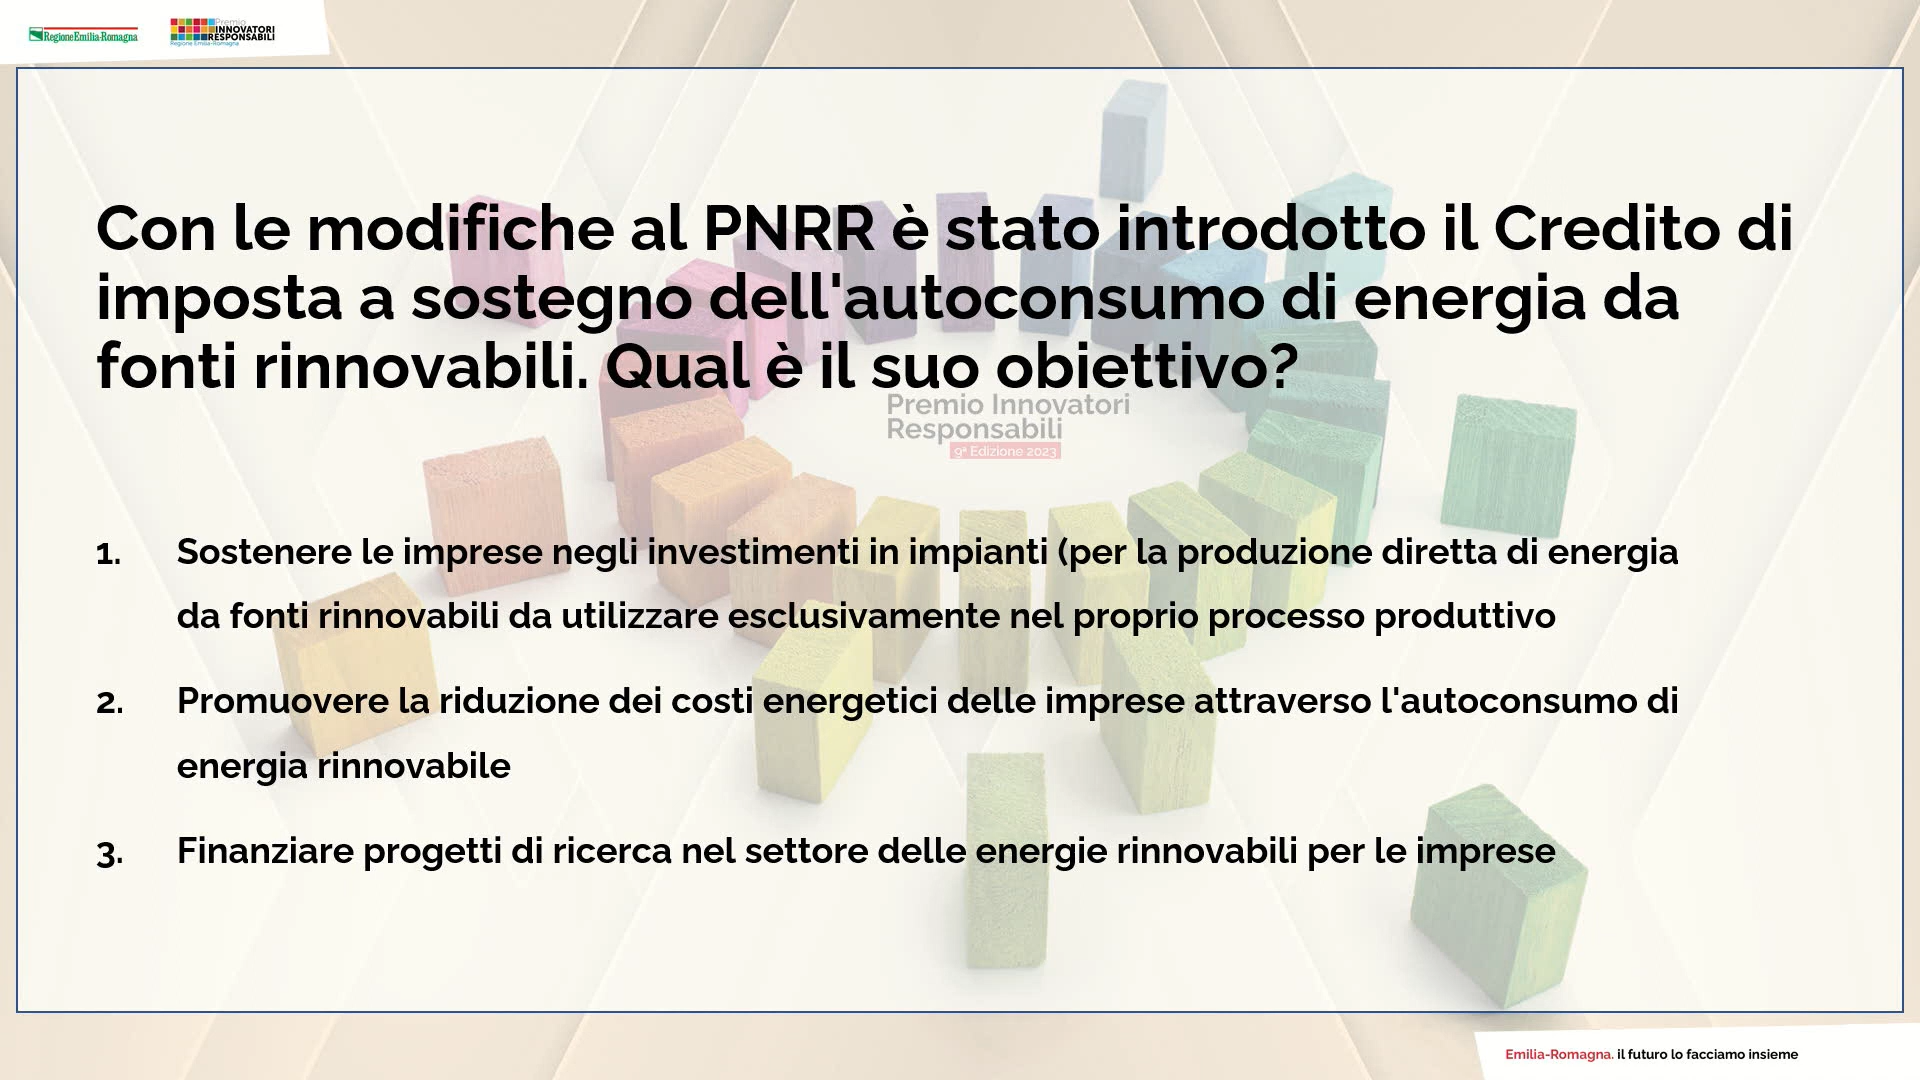 RegioneEmilia-Romagna
Premio
INNOVATORI
RESPONSABILI
Regione Emilia-Romagna
Con le modifiche al PNRR è stato introdotto il Credito di
imposta a sostegno dell'autoconsumo di energia da
fonti rinnovabili. Qual è il suo obiettivo?
Premio Innovatori
Responsabili
9ª Edizione 2023
1. Sostenere le imprese negli investimenti in impianti (per la produzione diretta di energia
da fonti rinnovabili da utilizzare esclusivamente nel proprio processo produttivo
2. Promuovere la riduzione dei costi energetici delle imprese attraverso l'autoconsumo di
energia rinnovabile
3. Finanziare progetti di ricerca nel settore delle energie rinnovabili per le imprese
Emilia-Romagna. il futuro lo facciamo insieme